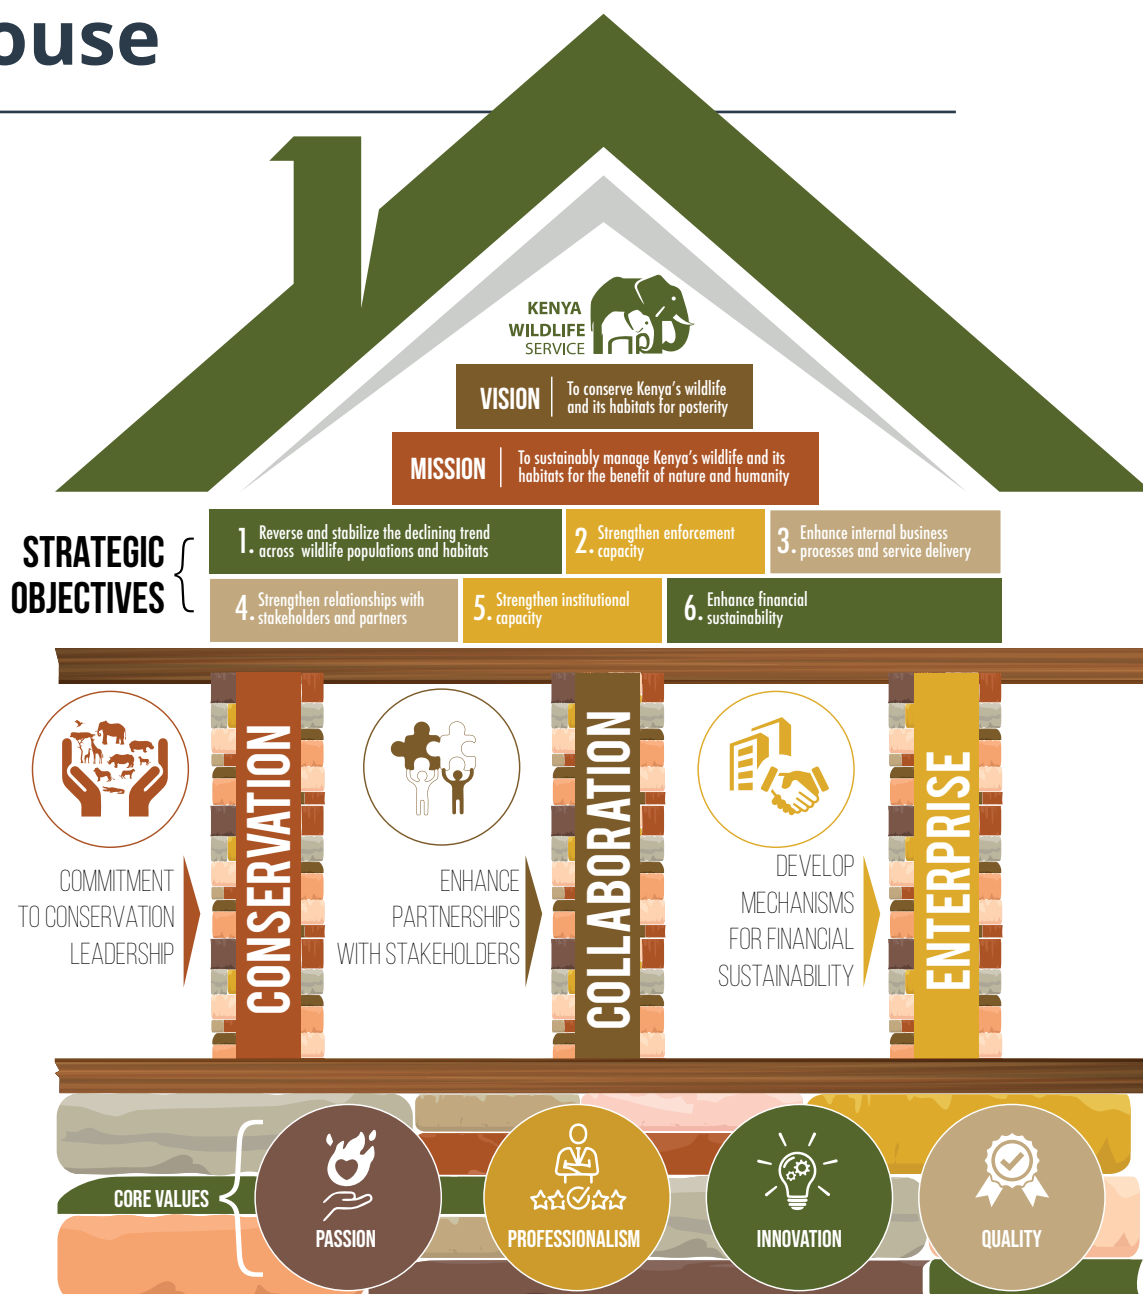 ouse
KENYA
WILDLIFE
SERVICE
VISION
To conserve Kenya's wildlife
and its habitats for posterity
MISSION
To sustainably manage Kenya's wildlife and its
habitats for the benefit of nature and humanity
STRATEGIC
OBJECTIVES
1. Reverse and stabilize the declining trend
across wildlife populations and habitats
2. Strengthen enforcement
capacity
3. Enhance internal business
processes and service delivery
4. Strengthen relationships with
stakeholders and partners
5. Strengthen institutional
capacity
6. Enhance financial
sustainability
COMMITMENT
TO CONSERVATION
LEADERSHIP
CONSERVATION
ENHANCE
PARTNERSHIPS
WITH STAKEHOLDERS
COLLABORATION
DEVELOP
MECHANISMS
FOR FINANCIAL
SUSTAINABILITY
ENTERPRISE
CORE VALUES
PASSION
PROFESSIONALISM
INNOVATION
QUALITY